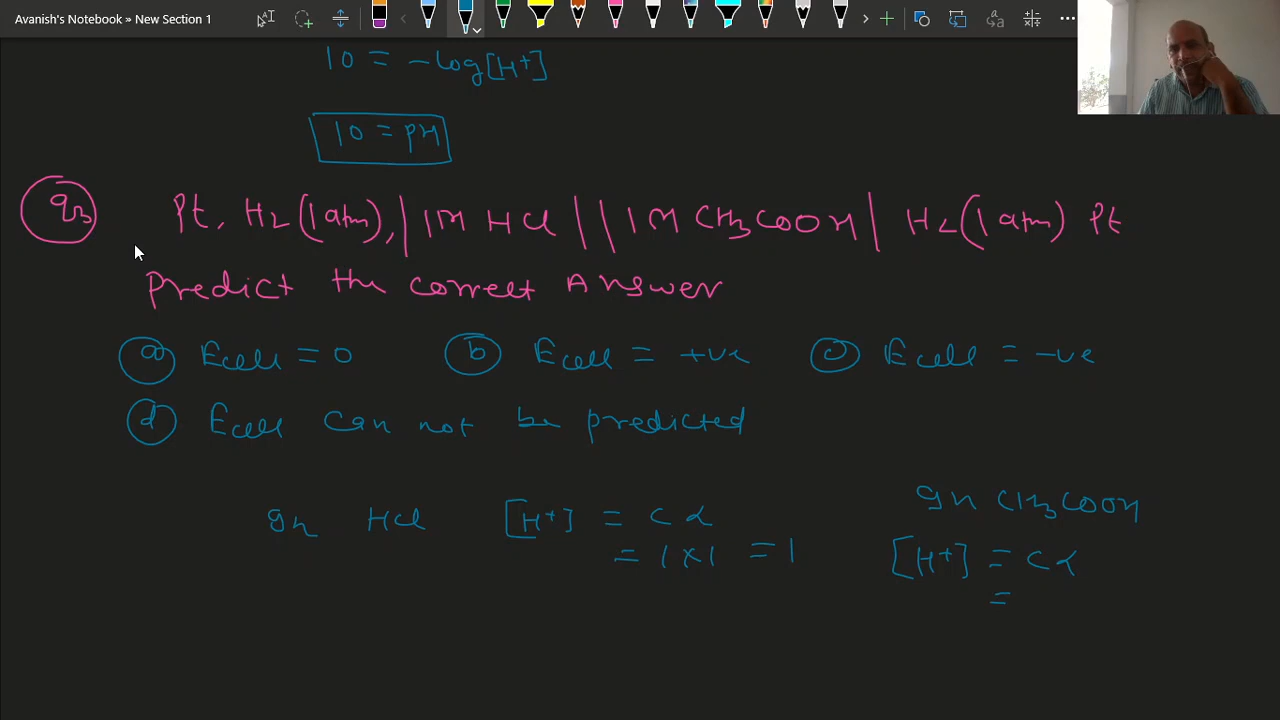 Avanish's Notebook » New Section 1
10 = -log[H+]
10 = pH
q3 Pt, H2(1atm),|1M HCl||1M CH3COOH|H2(1 atm) Pt
Predict the correct Answer
a Ecell = 0 b Ecell = +ve c Ecell = -ve
d Ecell can not be predicted
In HCl [H+] = cα
= 1×1 = 1
In CH3COOH
[H+] = cα
=